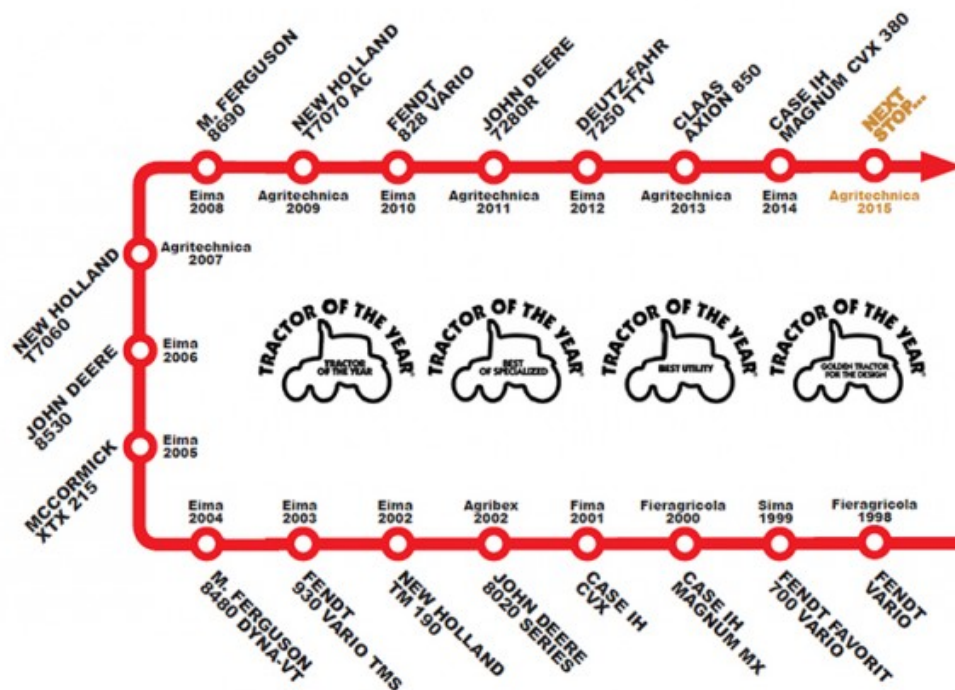 M. FERGUSON
8690
NEW HOLLAND
T7070 AC
FENDT
828 VARIO
JOHN DEERE
7280R
DEUTZ-FAHR
7250 TTV
CLAAS
AXION 850
CASE IH
MAGNUM CVX 380
NEXT
STOP...
Eima
2008
Agritechnica
2009
Eima
2010
Agritechnica
2011
Eima
2012
Agritechnica
2013
Eima
2014
Agritechnica
2015
NEW HOLLAND
T7060
Agritechnica
2007
JOHN DEERE
8530
Eima
2006
MCCORMICK
XTX 215
Eima
2005
TRACTOR OF THE YEAR
TRACTOR
OF THE YEAR
TRACTOR OF THE YEAR
BEST
OF SPECIALIZED
TRACTOR OF THE YEAR
BEST UTILITY
TRACTOR OF THE YEAR
GOLDEN TRACTOR
FOR THE DESIGN
Eima
2004
Eima
2003
Eima
2002
Agribex
2002
Fima
2001
Fieragricola
2000
Sima
1999
Fieragricola
1998
M. FERGUSON
8480 DYNA-VT
FENDT
930 VARIO TMS
NEW HOLLAND
TM 190
JOHN DEERE
8020 SERIES
CASE IH
CVX
CASE IH
MAGNUM MX
FENDT FAVORIT
700 VARIO
FENDT
VARIO